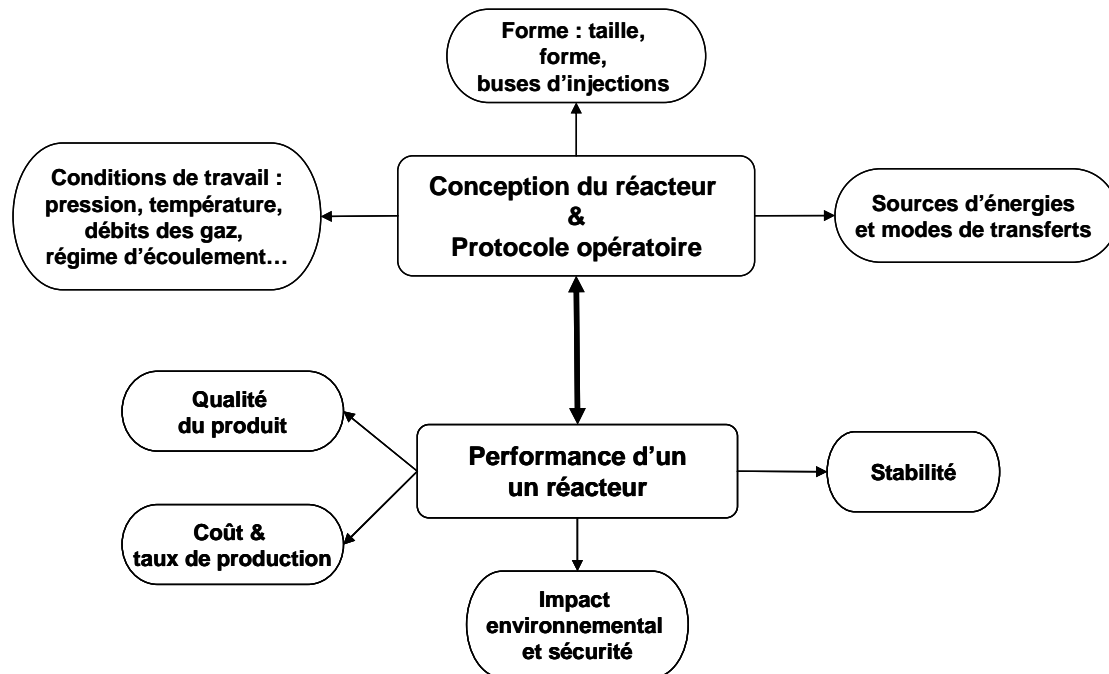 Forme : taille,
forme,
buses d’injections
Conditions de travail :
pression, température,
débits des gaz,
régime d’écoulement…
Conception du réacteur
&
Protocole opératoire
Sources d’énergies
et modes de transferts
Qualité
du produit
Performance d’un
un réacteur
Stabilité
Coût &
taux de production
Impact
environnemental
et sécurité